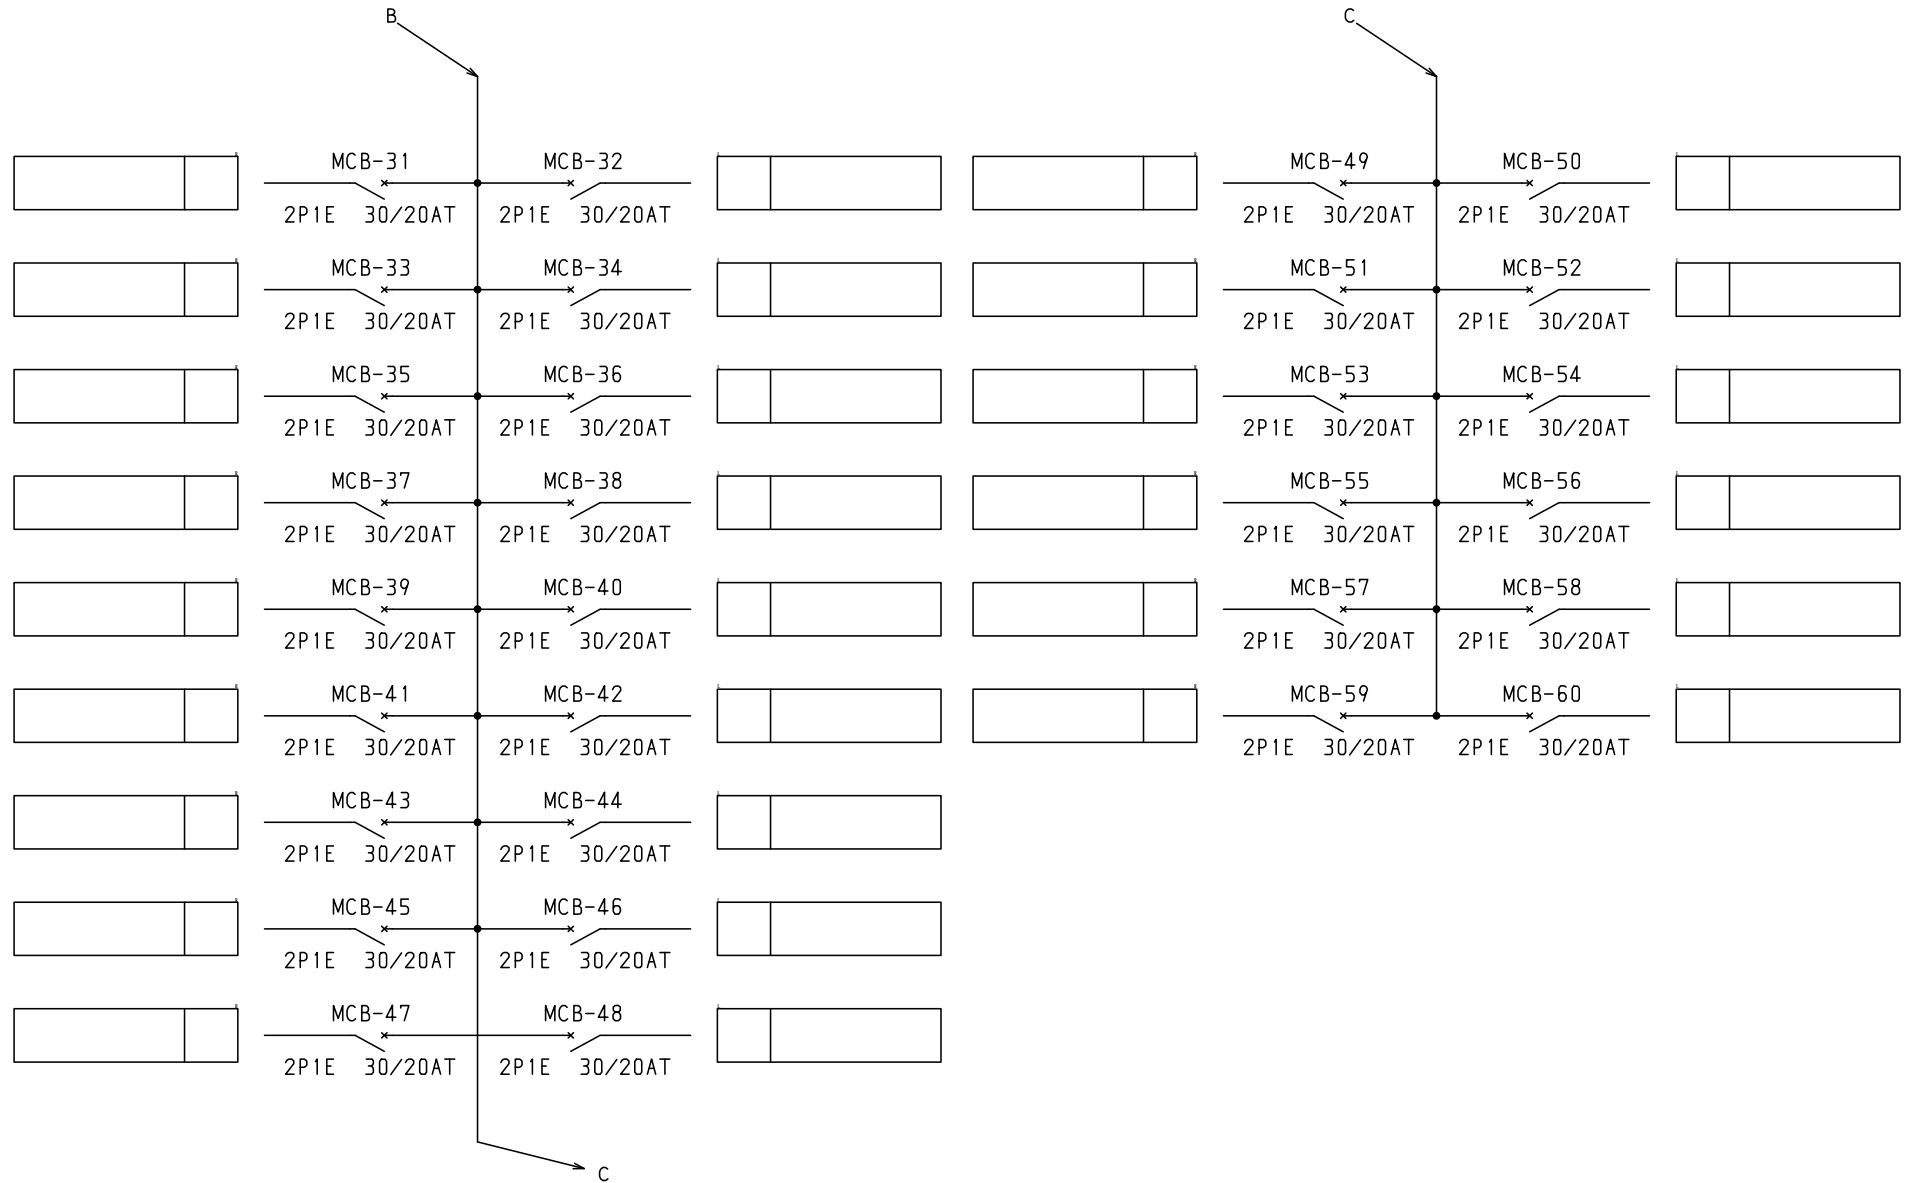 B
C
MCB-31 MCB-32 MCB-49 MCB-50
2P1E 30/20AT 2P1E 30/20AT 2P1E 30/20AT 2P1E 30/20AT
MCB-33 MCB-34 MCB-51 MCB-52
2P1E 30/20AT 2P1E 30/20AT 2P1E 30/20AT 2P1E 30/20AT
MCB-35 MCB-36 MCB-53 MCB-54
2P1E 30/20AT 2P1E 30/20AT 2P1E 30/20AT 2P1E 30/20AT
MCB-37 MCB-38 MCB-55 MCB-56
2P1E 30/20AT 2P1E 30/20AT 2P1E 30/20AT 2P1E 30/20AT
MCB-39 MCB-40 MCB-57 MCB-58
2P1E 30/20AT 2P1E 30/20AT 2P1E 30/20AT 2P1E 30/20AT
MCB-41 MCB-42 MCB-59 MCB-60
2P1E 30/20AT 2P1E 30/20AT 2P1E 30/20AT 2P1E 30/20AT
MCB-43 MCB-44
2P1E 30/20AT 2P1E 30/20AT
MCB-45 MCB-46
2P1E 30/20AT 2P1E 30/20AT
MCB-47 MCB-48
2P1E 30/20AT 2P1E 30/20AT
C